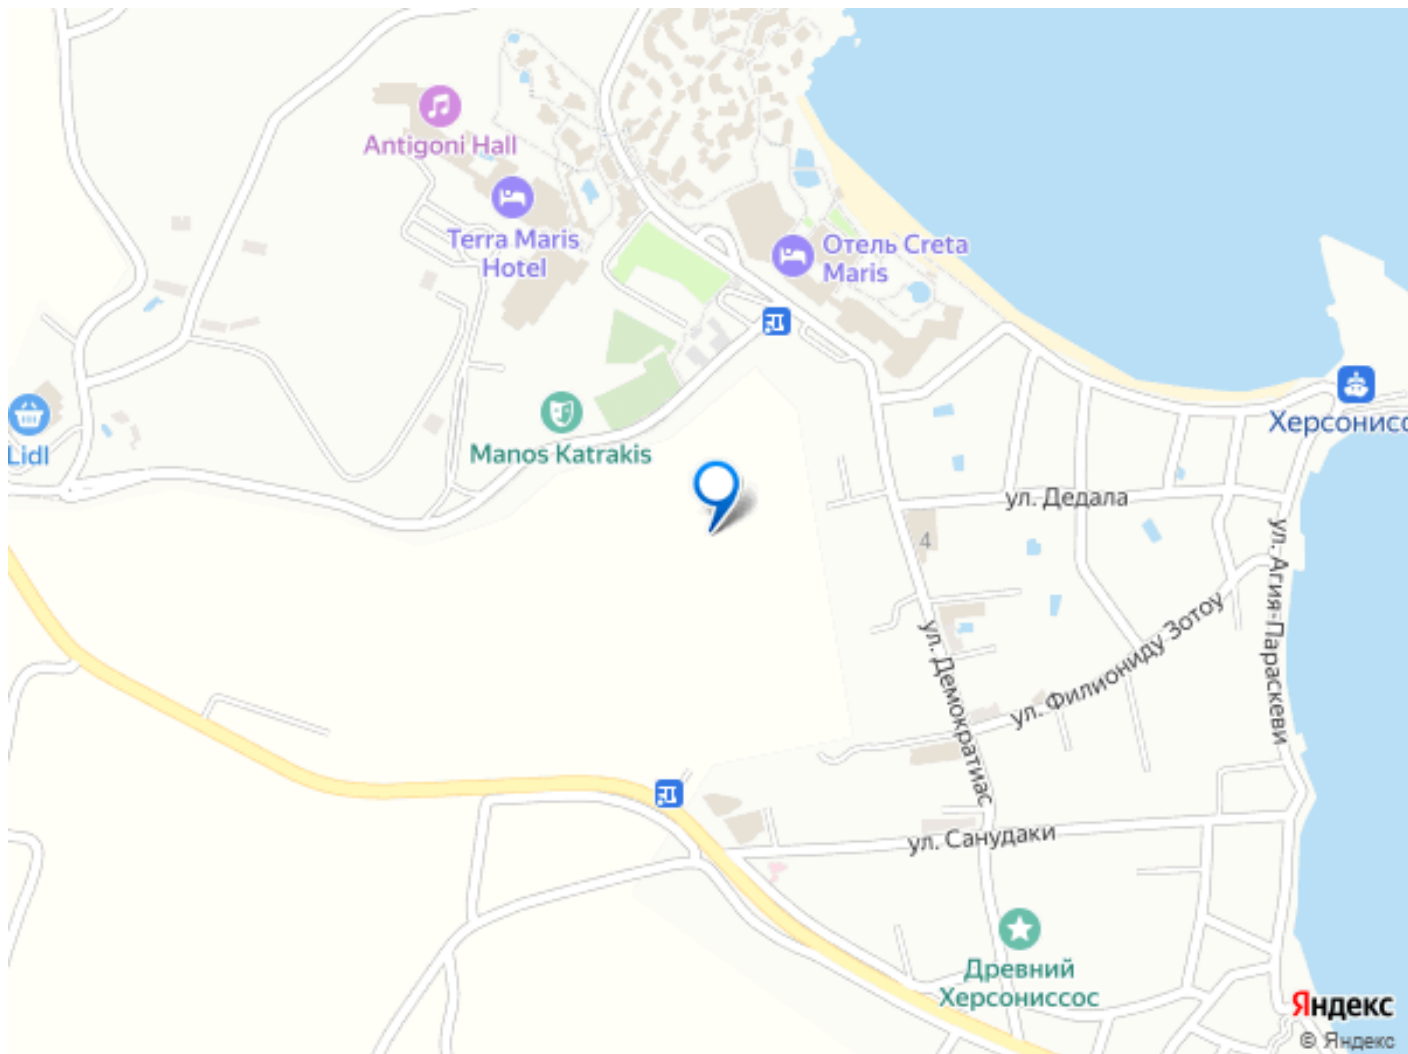 Antigoni Hall
Terra Maris
Hotel
Отель Creta
Maris
Lidl
Manos Katrakis
Херсонисс
ул. Дедала
4
ул. Агия-Параскеви
ул. Филиониду Зотоу
ул. Демократиас
ул. Санудаки
Древний
Херсониссос
Яндекс
© Яндекс